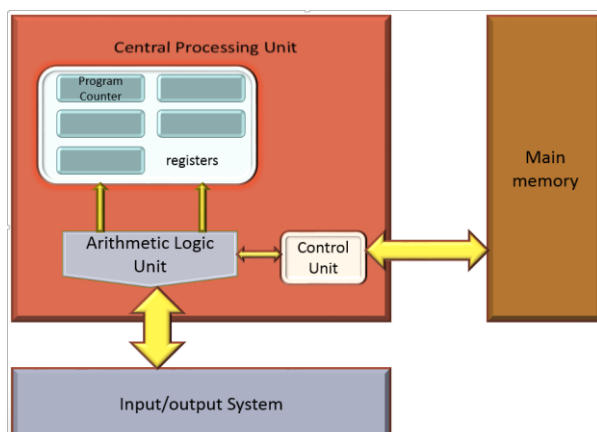 Central Processing Unit
Program
Counter
registers
Arithmetic Logic
Unit
Control
Unit
Main
memory
Input/output System